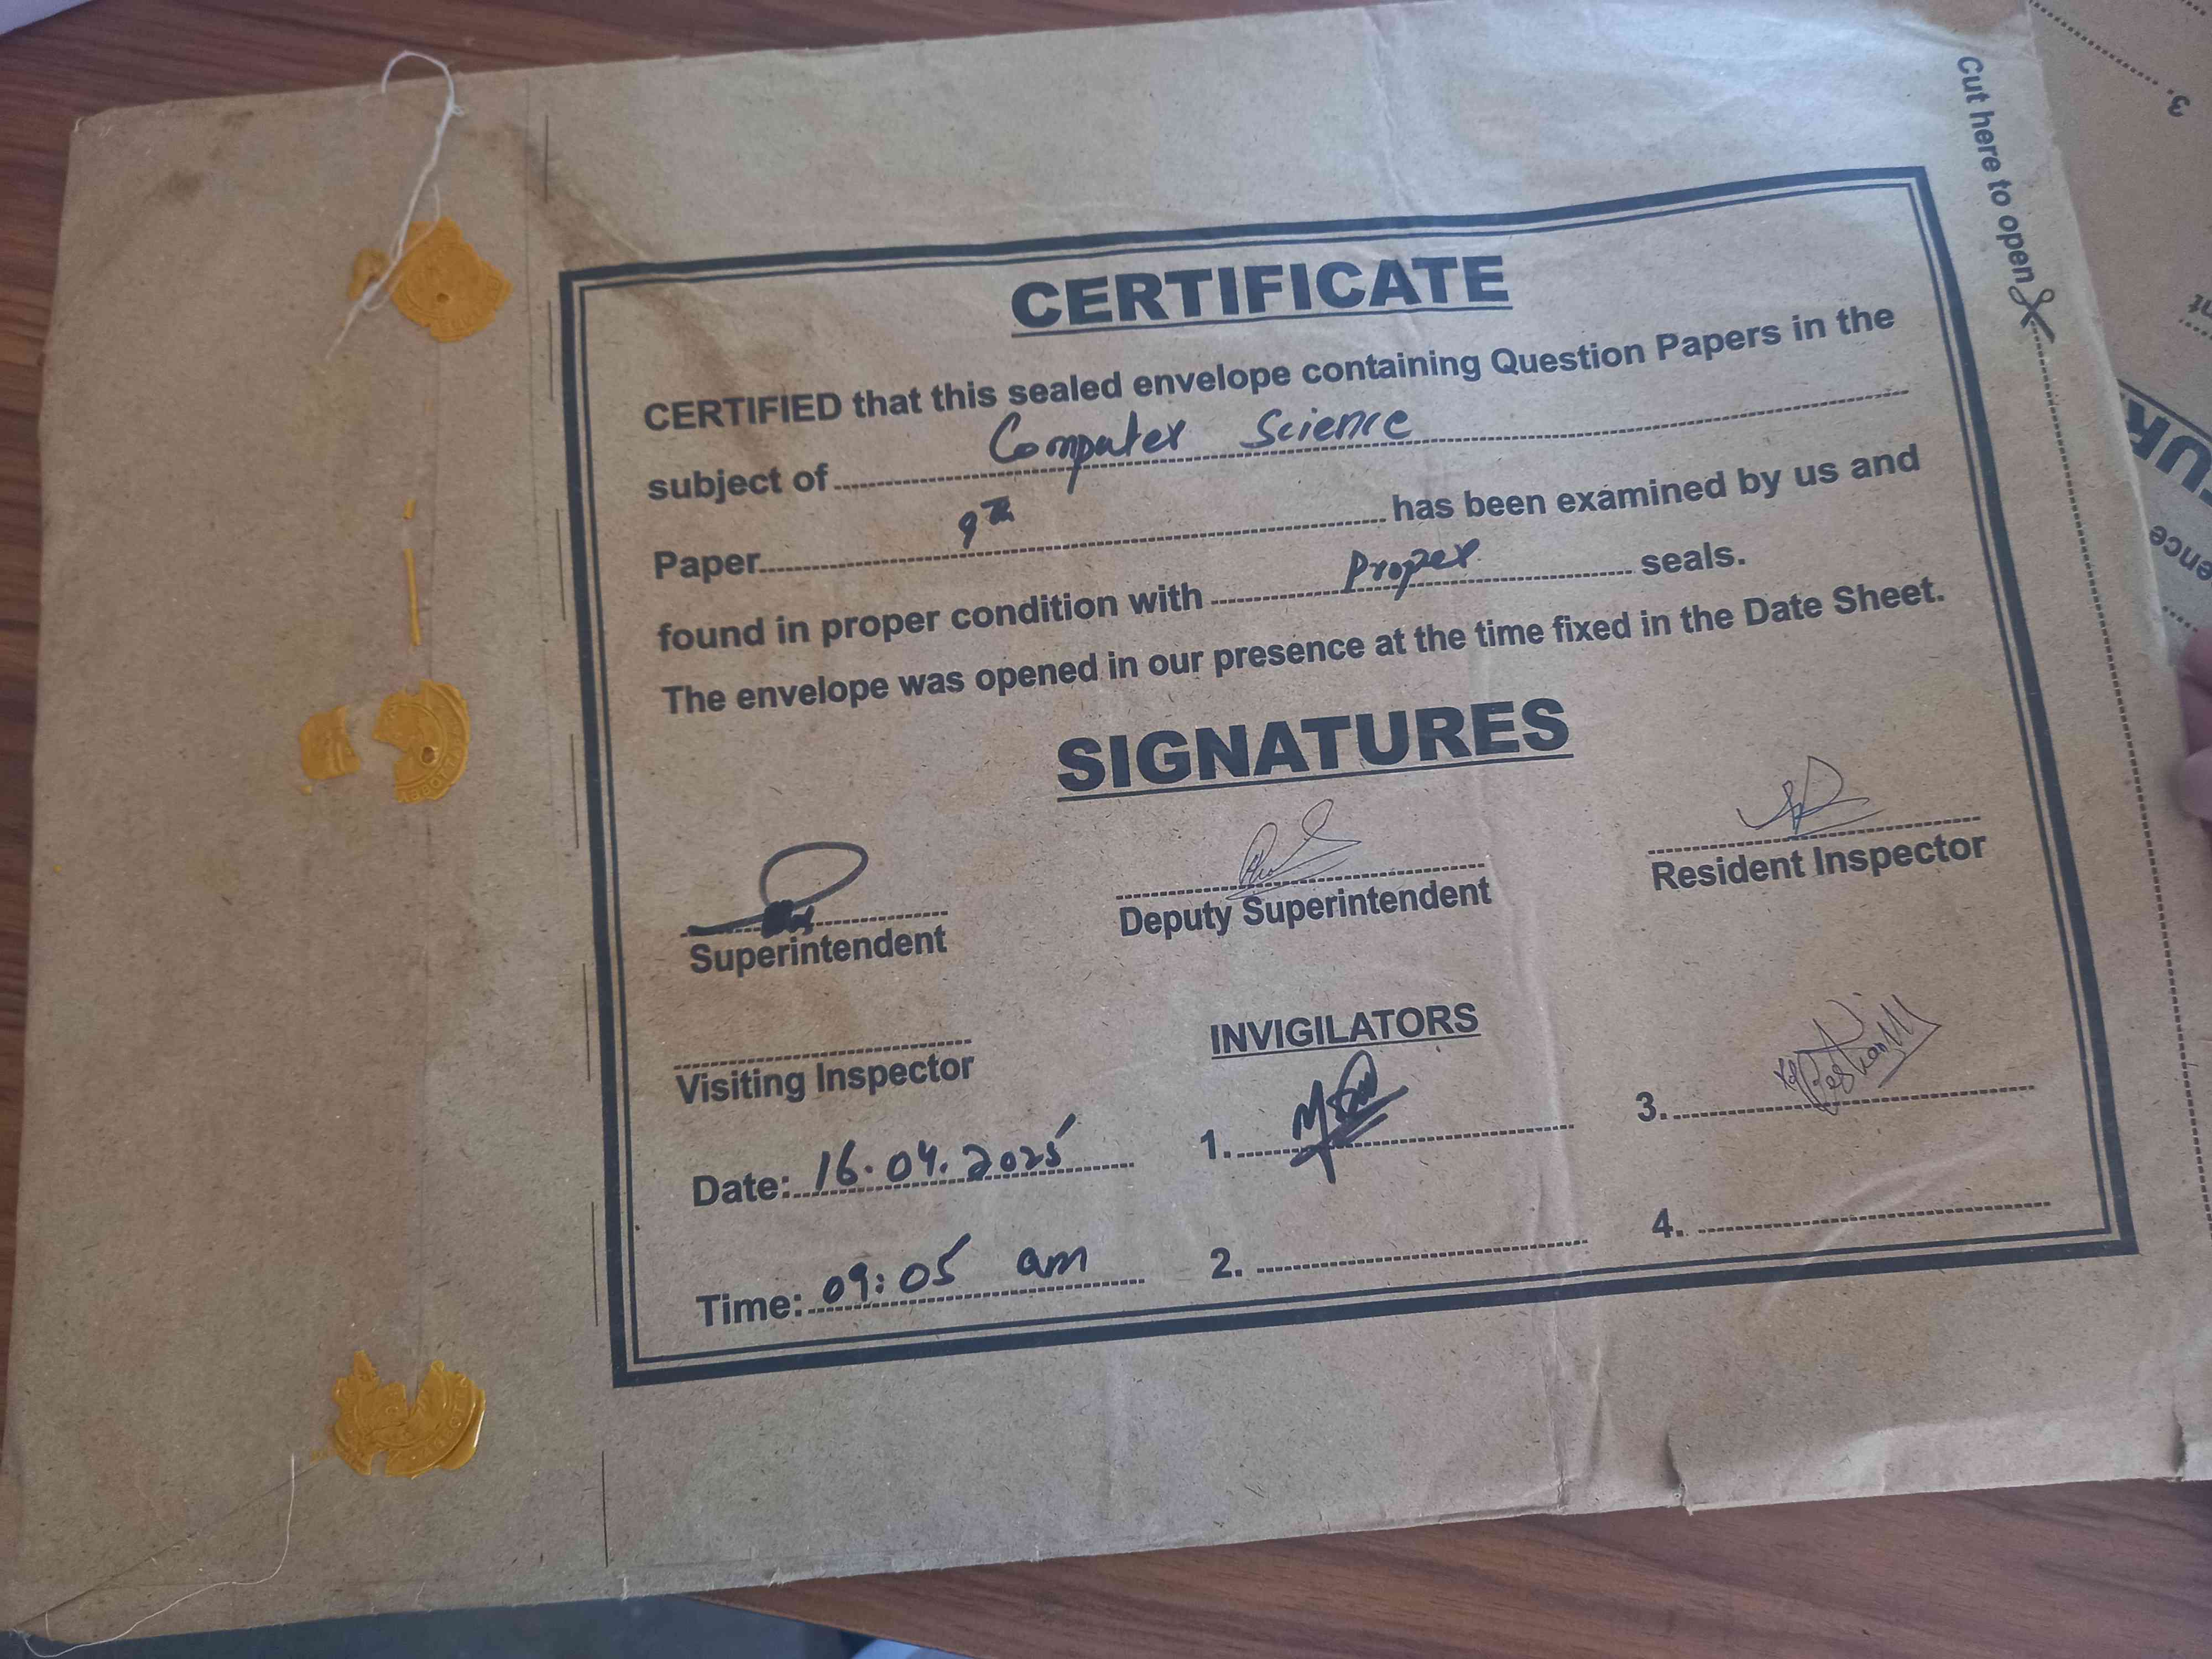 Cut here to open
CERTIFICATE
CERTIFIED that this sealed envelope containing Question Papers in the
subject of Computer Science
Paper 9th has been examined by us and
found in proper condition with Proper seals.
The envelope was opened in our presence at the time fixed in the Date Sheet.
SIGNATURES
Superintendent
Deputy Superintendent
Resident Inspector
Visiting Inspector
INVIGILATORS
Date: 16.04.2025
1.
3.
Time: 09:05 am
2.
4.
3.